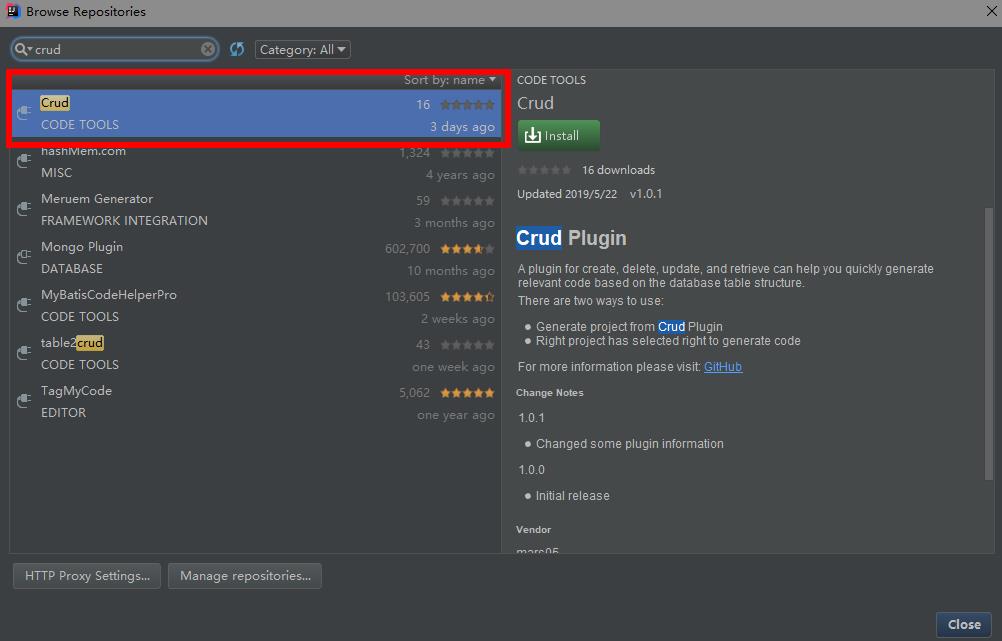 Browse Repositories
crud
Category: All
Sort by: name
Crud 16
CODE TOOLS 3 days ago
hashMem.com 1,324
MISC 4 years ago
Meruem Generator 59
FRAMEWORK INTEGRATION 3 months ago
Mongo Plugin 602,700
DATABASE 10 months ago
MyBatisCodeHelperPro 103,605
CODE TOOLS 2 weeks ago
table2crud 43
CODE TOOLS one week ago
TagMyCode 5,062
EDITOR one year ago
CODE TOOLS
Crud
Install
16 downloads
Updated 2019/5/22 v1.0.1
Crud Plugin
A plugin for create, delete, update, and retrieve can help you quickly generate
relevant code based on the database table structure.
There are two ways to use:
● Generate project from Crud Plugin
● Right project has selected right to generate code
For more information please visit: GitHub
Change Notes
1.0.1
● Changed some plugin information
1.0.0
● Initial release
Vendor
mars05
HTTP Proxy Settings...
Manage repositories...
Close